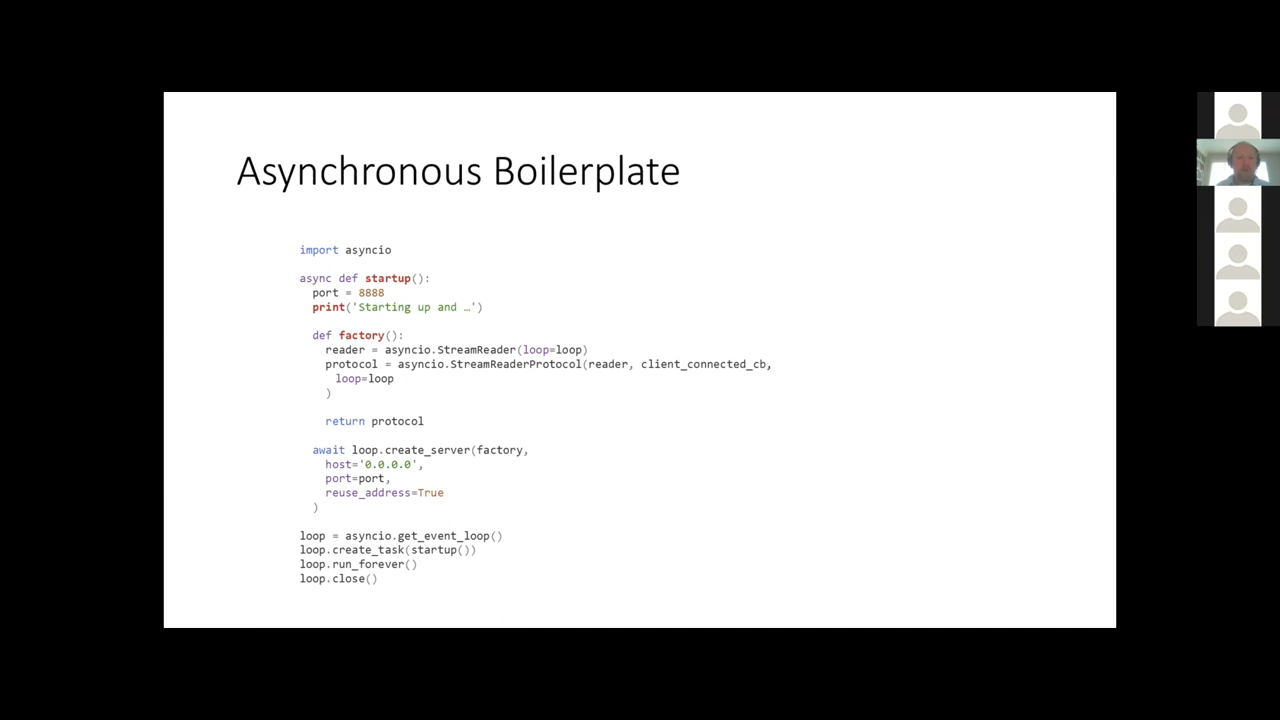 Asynchronous Boilerplate
import asyncio
async def startup():
port = 8888
print('Starting up and …')
def factory():
reader = asyncio.StreamReader(loop=loop)
protocol = asyncio.StreamReaderProtocol(reader, client_connected_cb,
loop=loop
)
return protocol
await loop.create_server(factory,
host='0.0.0.0',
port=port,
reuse_address=True
)
loop = asyncio.get_event_loop()
loop.create_task(startup())
loop.run_forever()
loop.close()